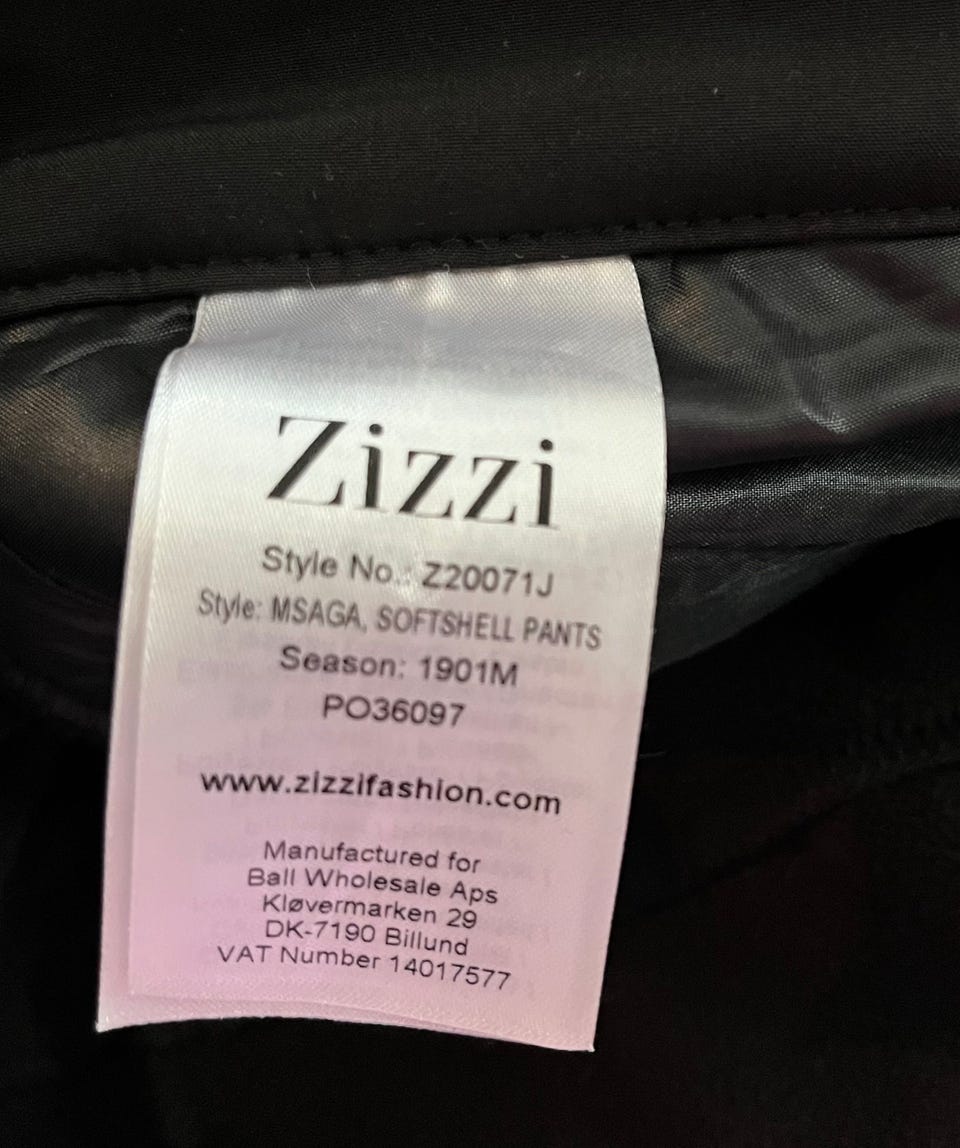 Zizzi
Style No.: Z20071J
Style: MSAGA, SOFTSHELL PANTS
Season: 1901M
PO36097
www.zizzifashion.com
Manufactured for
Ball Wholesale Aps
Kløvermarken 29
DK-7190 Billund
VAT Number 14017577